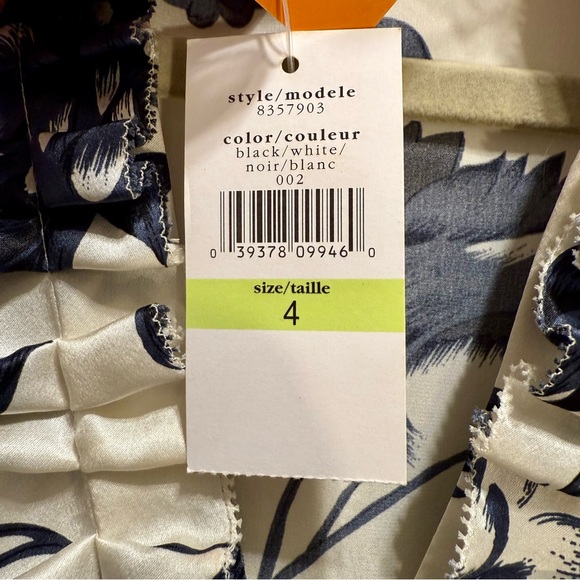 style/modele
8357903
color/couleur
black/white/
noir/blanc
002
0 39378 09946 0
size/taille
4